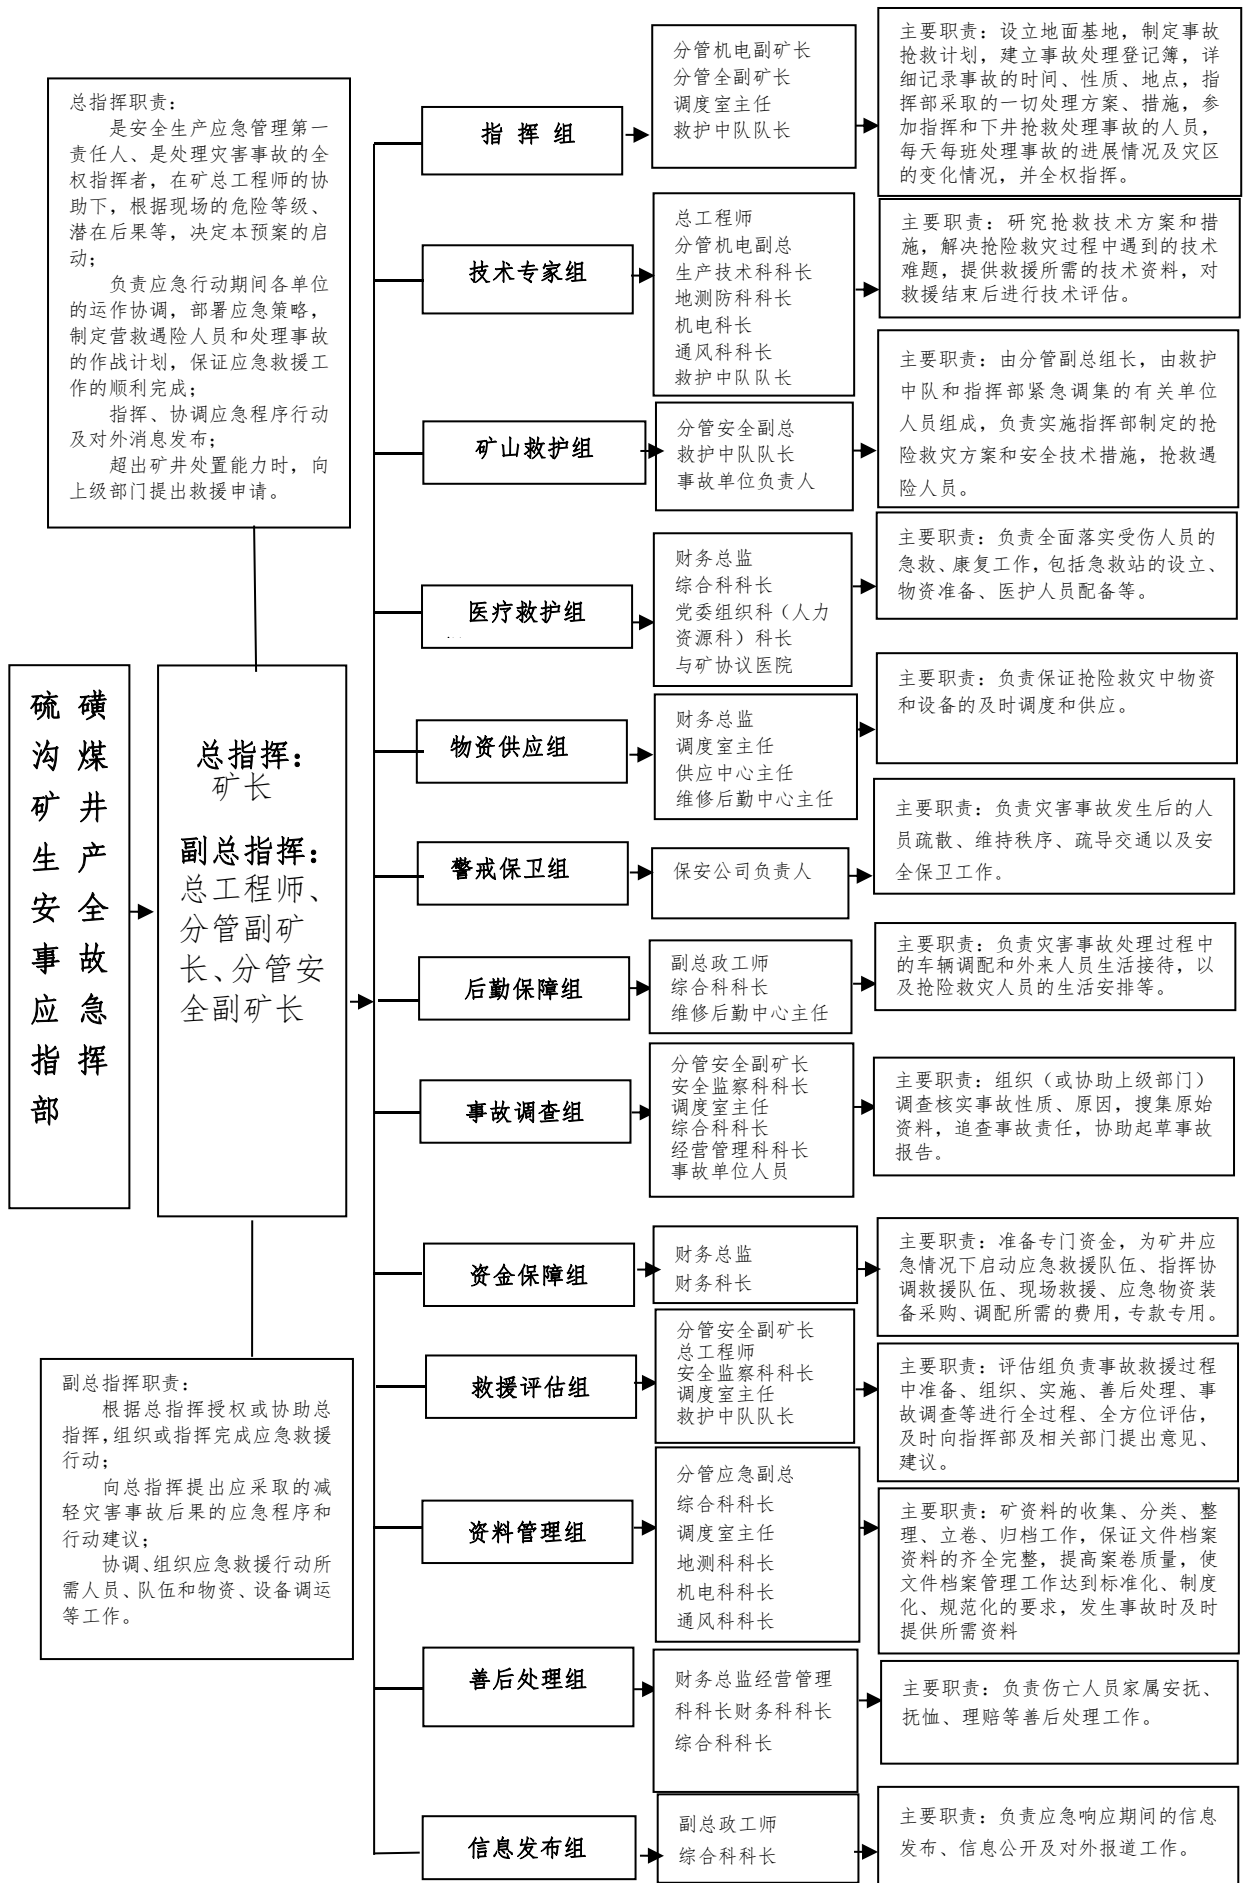 硫磺
沟煤
矿井
生产
安全
事故
应急
指挥
部
总指挥：
矿长
副总指挥：
总工程师、
分管副矿
长、分管安
全副矿长
总指挥职责：
是安全生产应急管理第一
责任人、是处理灾害事故的全
权指挥者，在矿总工程师的协
助下，根据现场的危险等级、
潜在后果等，决定本预案的启
动；
负责应急行动期间各单位
的运作协调，部署应急策略，
制定营救遇险人员和处理事故
的作战计划，保证应急救援工
作的顺利完成；
指挥、协调应急程序行动
及对外消息发布；
超出矿井处置能力时，向
上级部门提出救援申请。
副总指挥职责：
根据总指挥授权或协助总
指挥，组织或指挥完成应急救援
行动；
向总指挥提出应采取的减
轻灾害事故后果的应急程序和
行动建议；
协调、组织应急救援行动所
需人员、队伍和物资、设备调运
等工作。
指 挥 组
分管机电副矿长
分管全副矿长
调度室主任
救护中队队长
主要职责：设立地面基地，制定事故
抢救计划，建立事故处理登记簿，详
细记录事故的时间、性质、地点，指
挥部采取的一切处理方案、措施，参
加指挥和下井抢救处理事故的人员，
每天每班处理事故的进展情况及灾区
的变化情况，并全权指挥。
技术专家组
总工程师
分管机电副总
生产技术科科长
地测防科科长
机电科长
通风科科长
救护中队队长
主要职责：研究抢救技术方案和措
施，解决抢险救灾过程中遇到的技术
难题，提供救援所需的技术资料，对
救援结束后进行技术评估。
矿山救护组
分管安全副总
救护中队队长
事故单位负责人
主要职责：由分管副总组长，由救护
中队和指挥部紧急调集的有关单位
人员组成，负责实施指挥部制定的抢
险救灾方案和安全技术措施，抢救遇
险人员。
医疗救护组
财务总监
综合科科长
党委组织科（人力
资源科）科长
与矿协议医院
主要职责：负责全面落实受伤人员的
急救、康复工作，包括急救站的设立、
物资准备、医护人员配备等。
物资供应组
财务总监
调度室主任
供应中心主任
维修后勤中心主任
主要职责：负责保证抢险救灾中物资
和设备的及时调度和供应。
警戒保卫组
保安公司负责人
主要职责：负责灾害事故发生后的人
员疏散、维持秩序、疏导交通以及安
全保卫工作。
后勤保障组
副总政工师
综合科科长
维修后勤中心主任
主要职责：负责灾害事故处理过程中
的车辆调配和外来人员生活接待，以
及抢险救灾人员的生活安排等。
事故调查组
分管安全副矿长
安全监察科科长
调度室主任
综合科科长
经营管理科科长
事故单位人员
主要职责：组织（或协助上级部门）
调查核实事故性质、原因，搜集原始
资料，追查事故责任，协助起草事故
报告。
资金保障组
财务总监
财务科长
主要职责：准备专门资金，为矿井应
急情况下启动应急救援队伍、指挥协
调救援队伍、现场救援、应急物资装
备采购、调配所需的费用，专款专用。
救援评估组
分管安全副矿长
总工程师
安全监察科科长
调度室主任
救护中队队长
主要职责：评估组负责事故救援过程
中准备、组织、实施、善后处理、事
故调查等进行全过程、全方位评估，
及时向指挥部及相关部门提出意见、
建议。
资料管理组
分管应急副总
综合科科长
调度室主任
地测科科长
机电科科长
通风科科长
主要职责：矿资料的收集、分类、整
理、立卷、归档工作，保证文件档案
资料的齐全完整，提高案卷质量，使
文件档案管理工作达到标准化、制度
化、规范化的要求，发生事故时及时
提供所需资料
善后处理组
财务总监经营管理
科科长财务科科长
综合科科长
主要职责：负责伤亡人员家属安抚、
抚恤、理赔等善后处理工作。
信息发布组
副总政工师
综合科科长
主要职责：负责应急响应期间的信息
发布、信息公开及对外报道工作。